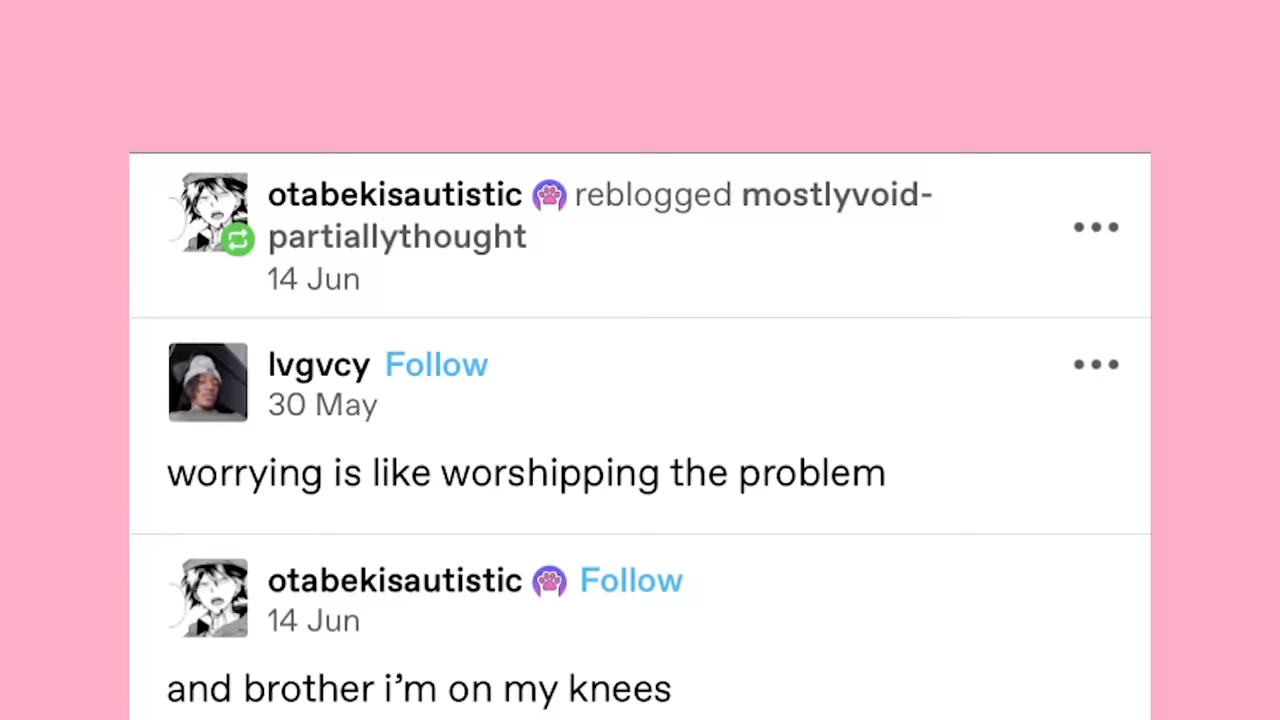 otabekisautistic reblogged mostlyvoid-
partiallythought
14 Jun
lvgvcy Follow
30 May
worrying is like worshipping the problem
otabekisautistic Follow
14 Jun
and brother i’m on my knees